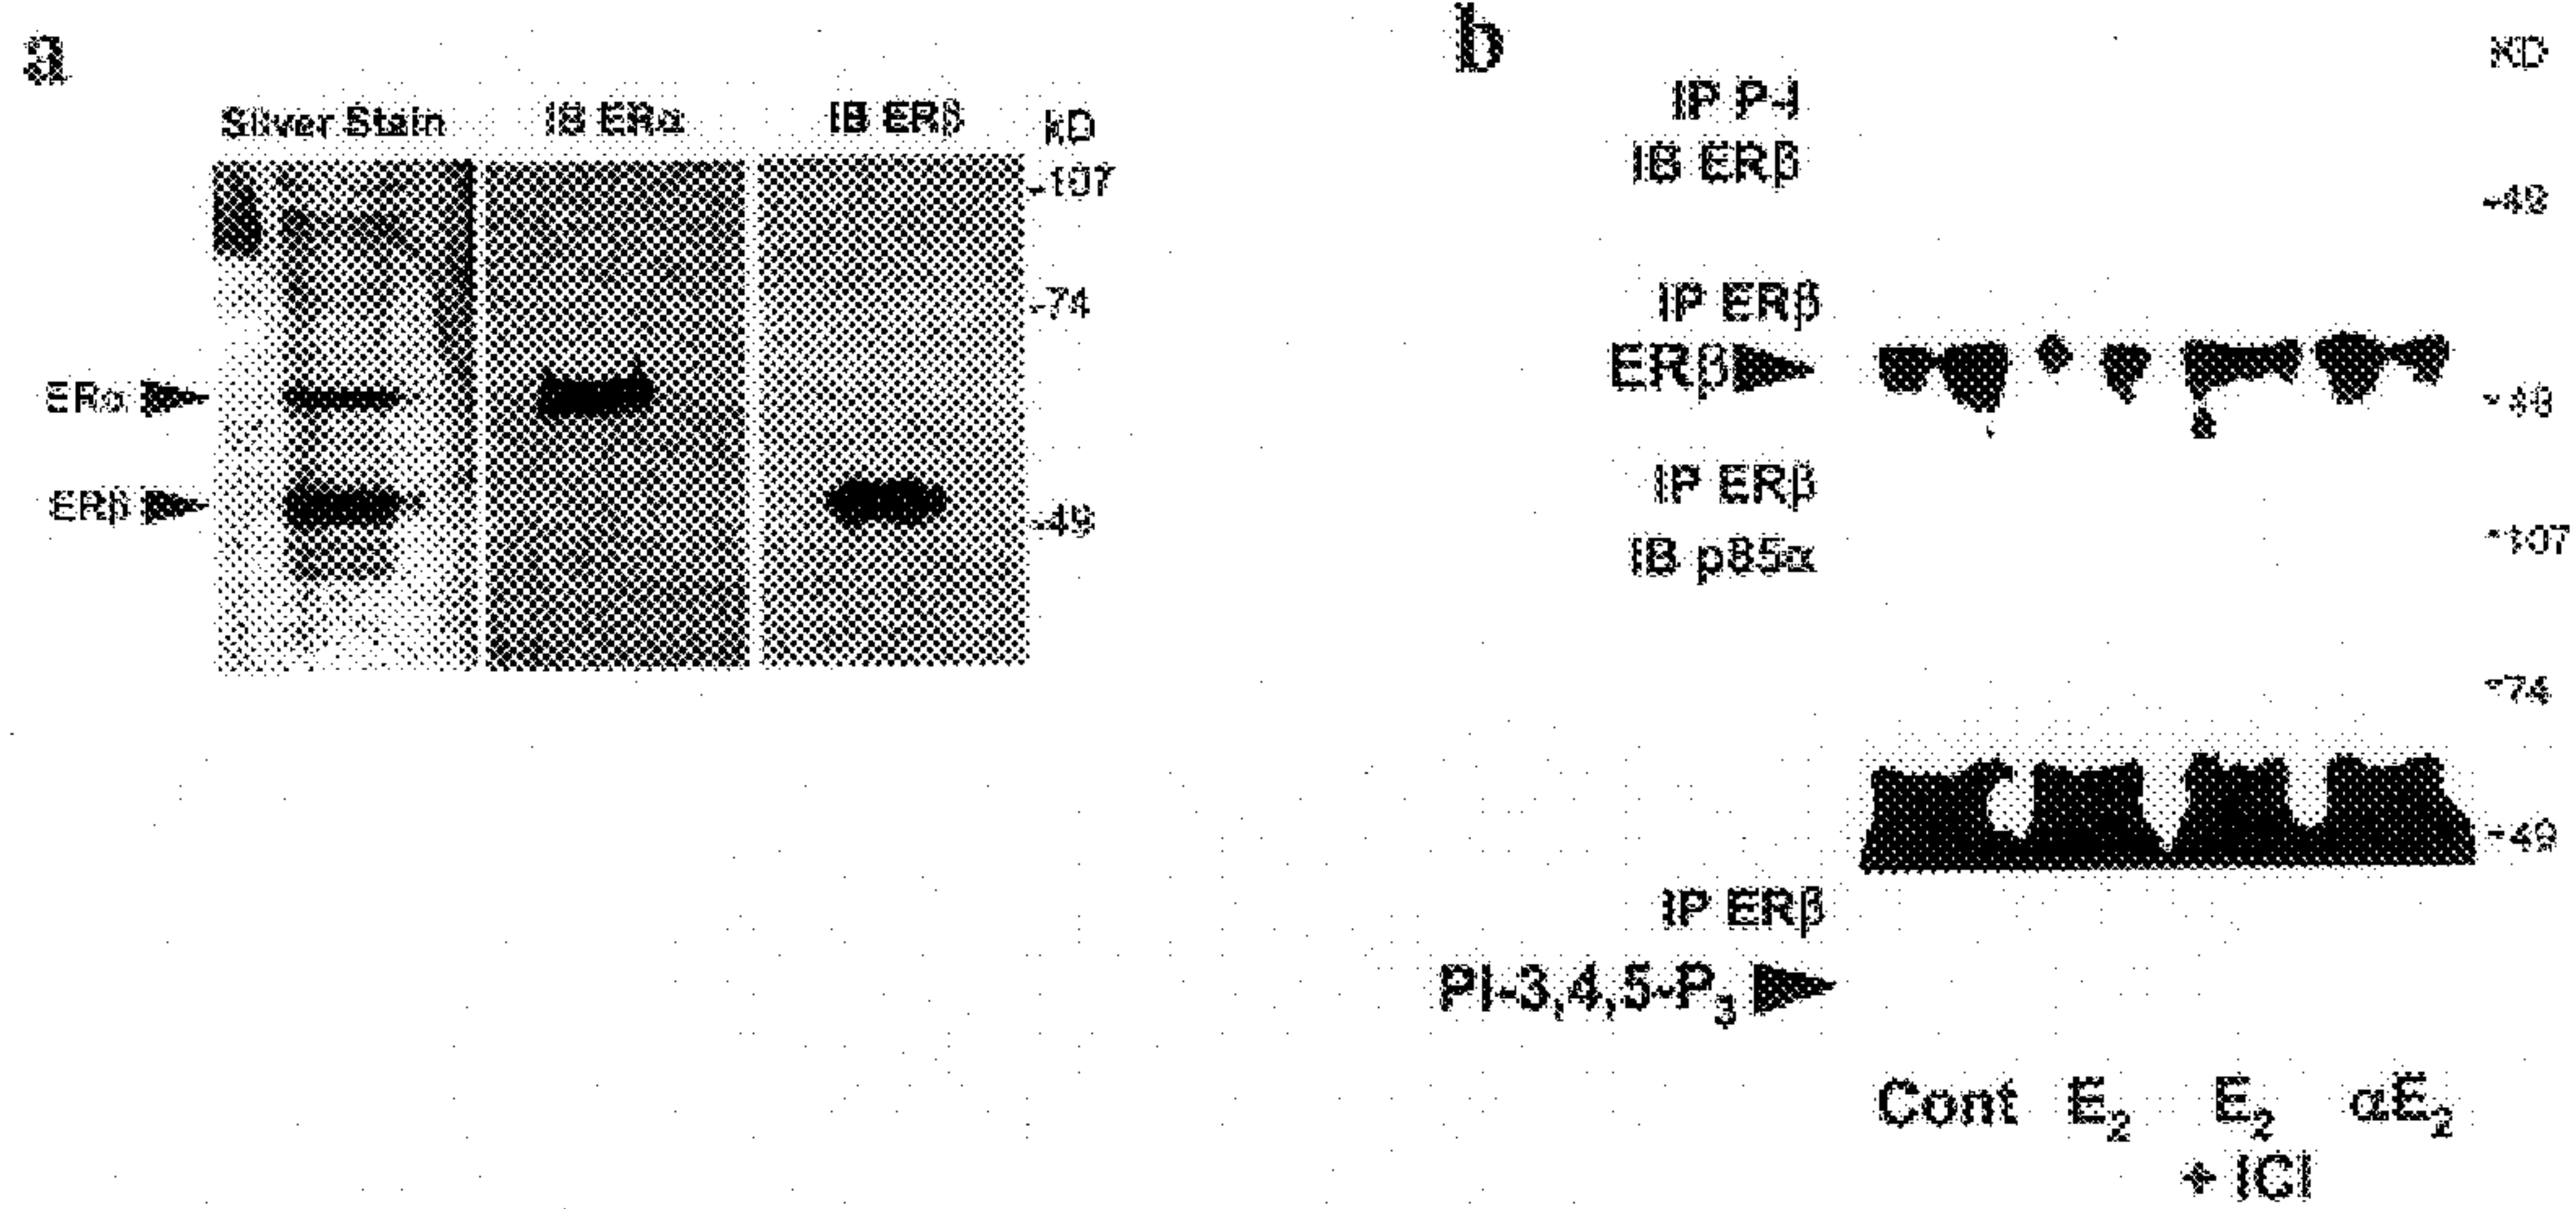 a
Silver Stain
IB ERα
IB ERβ
kD
-107
-74
ERα
ERβ
-49
b
KD
IP P-I
IB ERβ
-49
IP ERβ
ERβ
-49
IP ERβ
IB p85α
-107
-74
-49
IP ERβ
PI-3,4,5-P3
Cont E2 E2 αE2
+ ICI